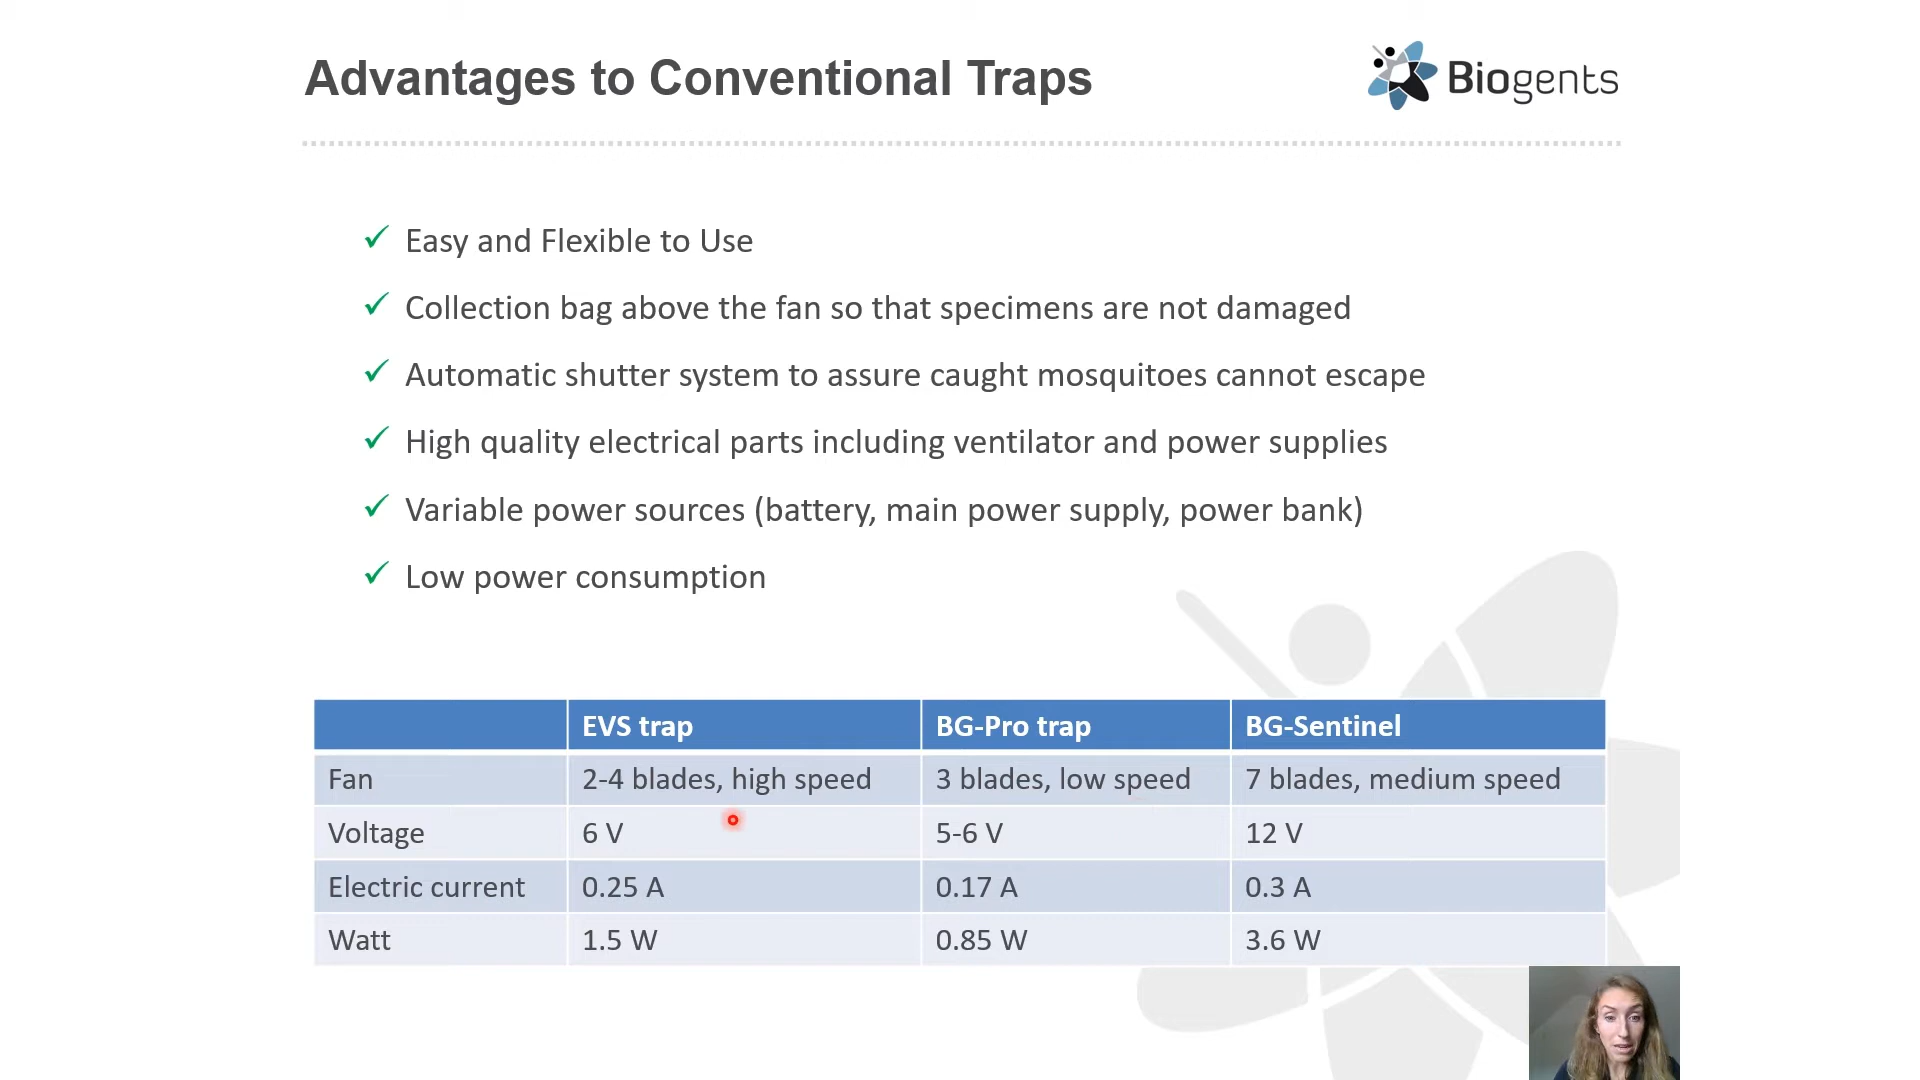 Advantages to Conventional Traps
Biogents
Easy and Flexible to Use
Collection bag above the fan so that specimens are not damaged
Automatic shutter system to assure caught mosquitoes cannot escape
High quality electrical parts including ventilator and power supplies
Variable power sources (battery, main power supply, power bank)
Low power consumption
EVS trap BG-Pro trap BG-Sentinel
Fan 2-4 blades, high speed 3 blades, low speed 7 blades, medium speed
Voltage 6 V 5-6 V 12 V
Electric current 0.25 A 0.17 A 0.3 A
Watt 1.5 W 0.85 W 3.6 W